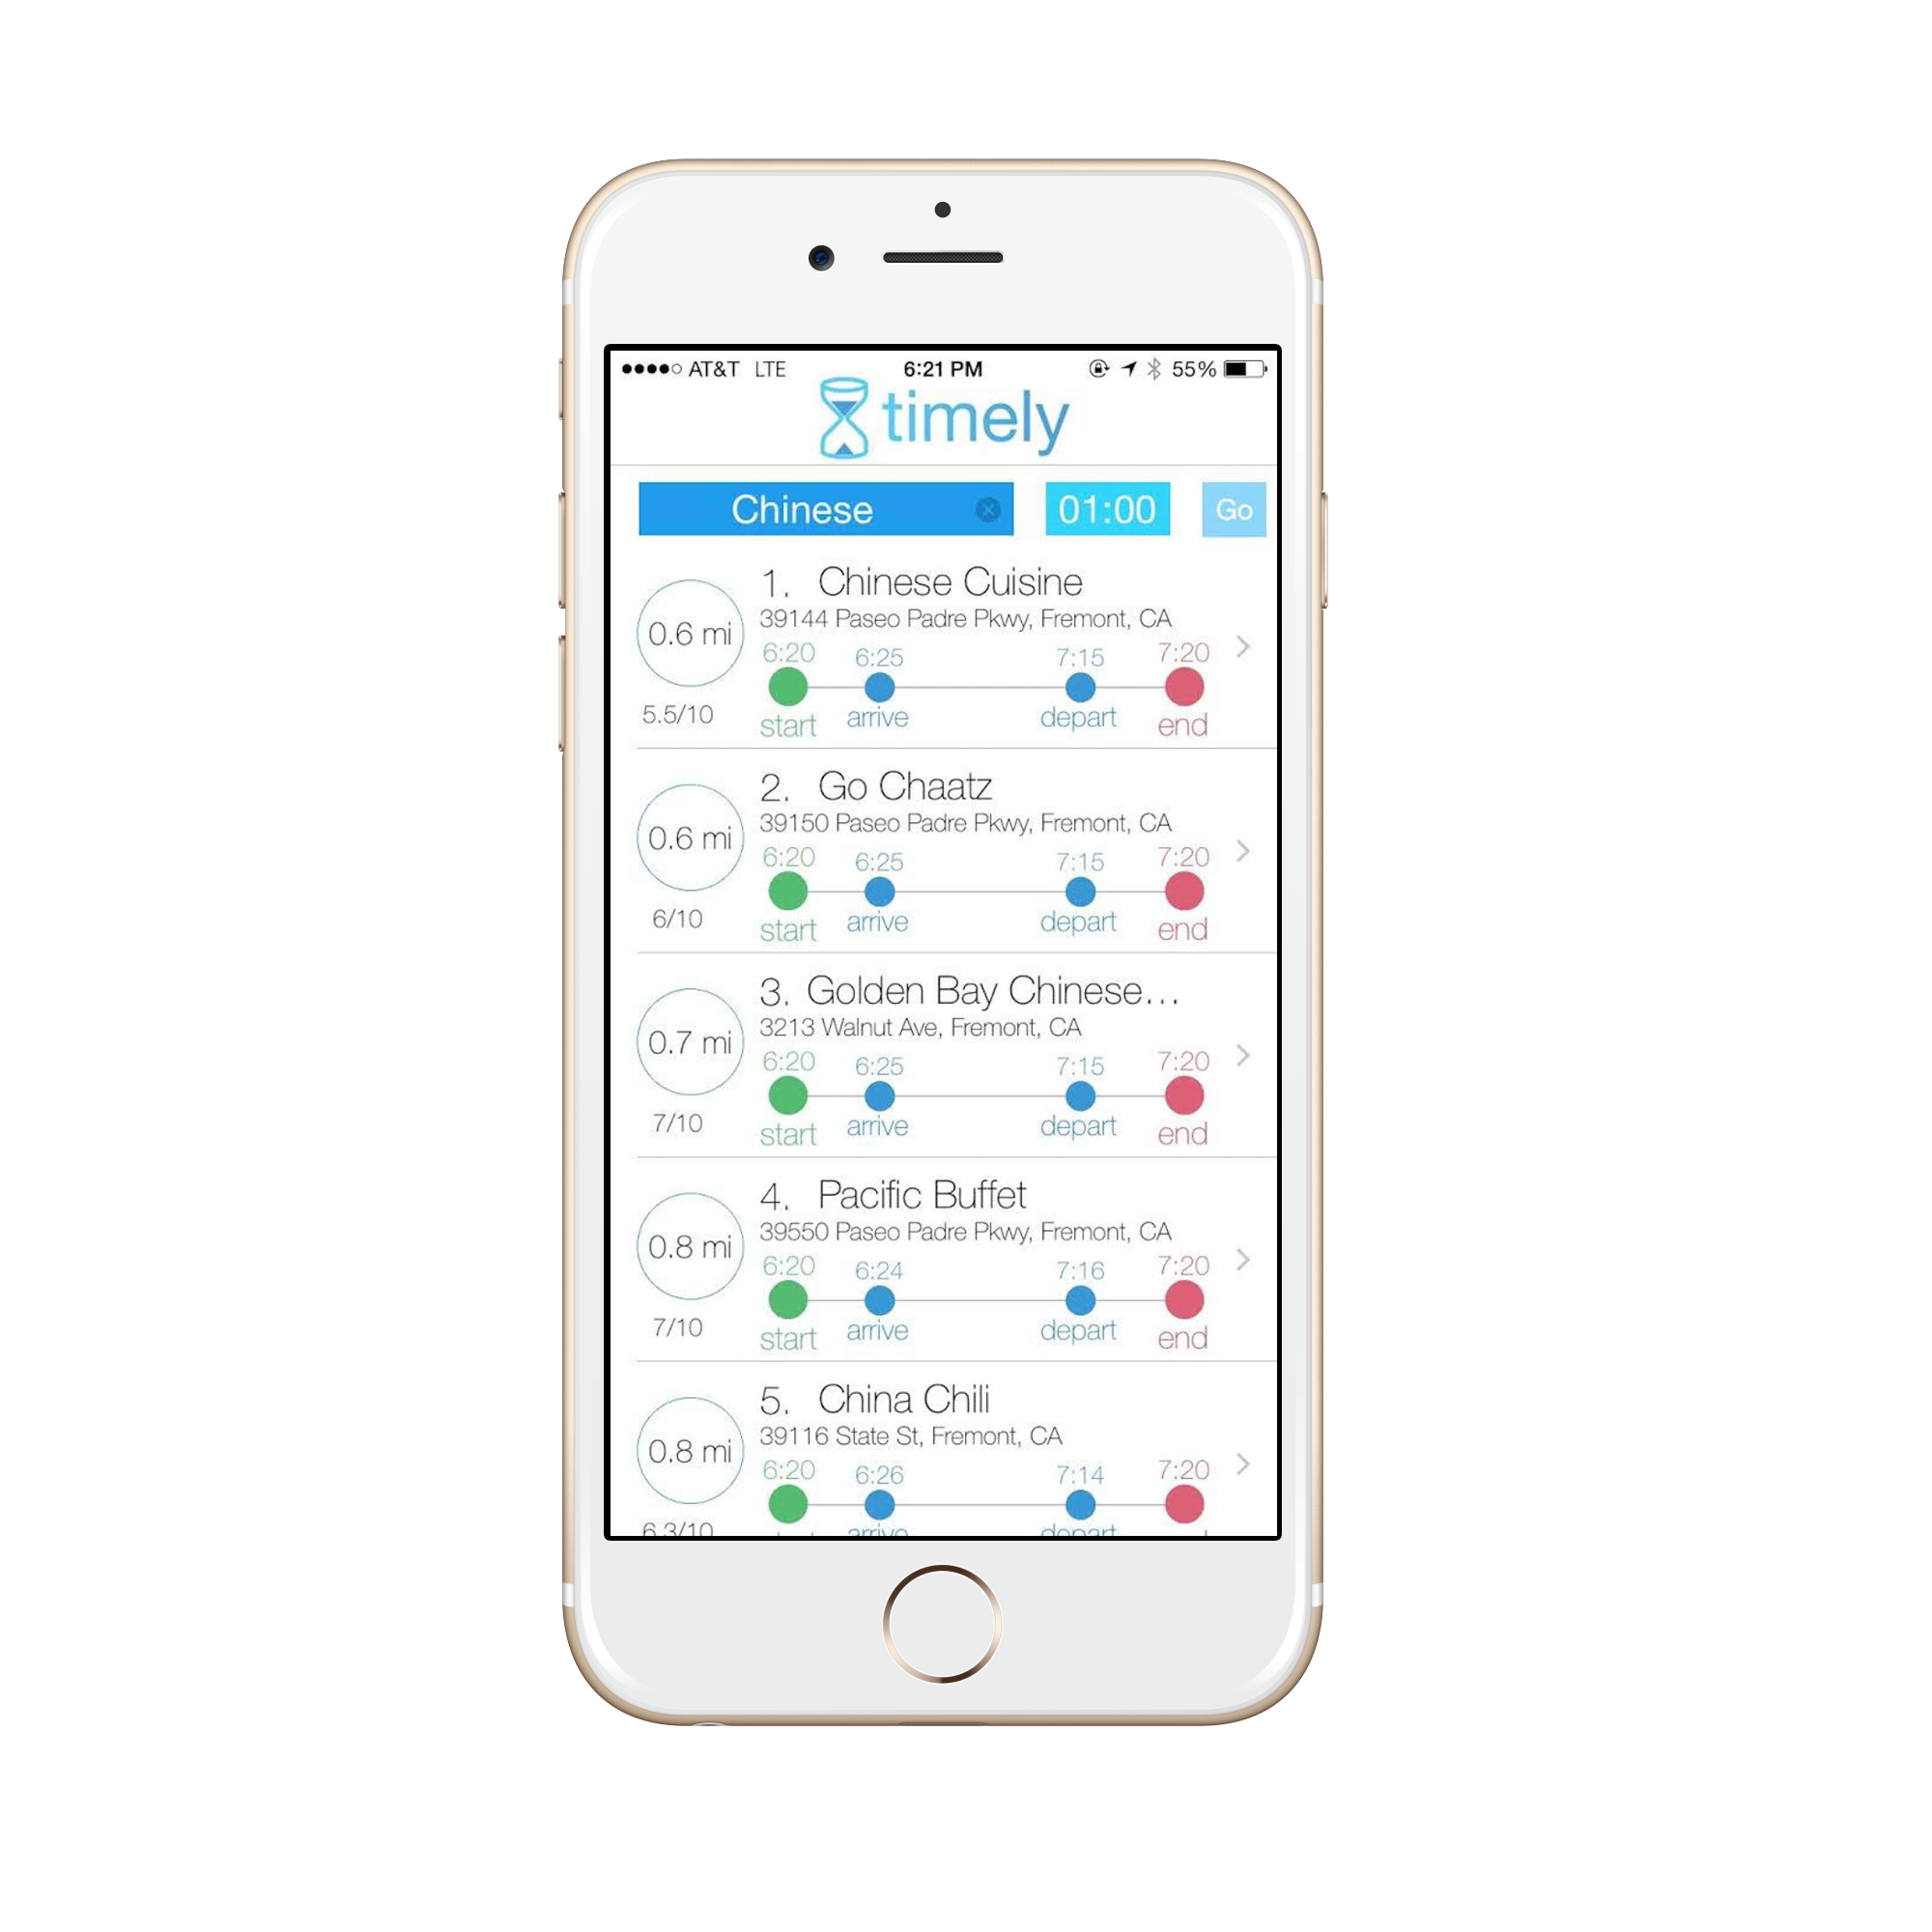 AT&T LTE 6:21 PM 55%
timely
Chinese 01:00 Go
1. Chinese Cuisine
39144 Paseo Padre Pkwy, Fremont, CA
0.6 mi
6:20 6:25 7:15 7:20
5.5/10
start arrive depart end
2. Go Chaatz
39150 Paseo Padre Pkwy, Fremont, CA
0.6 mi
6:20 6:25 7:15 7:20
6/10
start arrive depart end
3. Golden Bay Chinese...
3213 Walnut Ave, Fremont, CA
0.7 mi
6:20 6:25 7:15 7:20
7/10
start arrive depart end
4. Pacific Buffet
39550 Paseo Padre Pkwy, Fremont, CA
0.8 mi
6:20 6:24 7:16 7:20
7/10
start arrive depart end
5. China Chili
39116 State St, Fremont, CA
0.8 mi
6:20 6:26 7:14 7:20
6.3/10
arrive depart